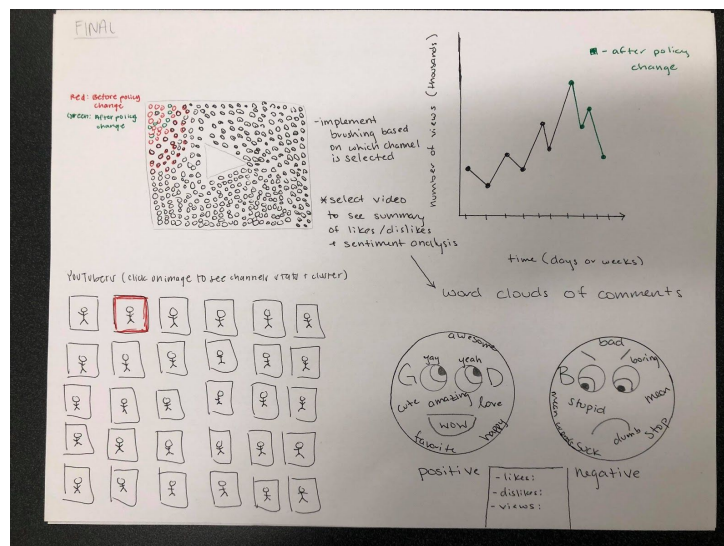 FINAL
Red: Before policy
change
Green: After policy
change
-implement
brushing based
on which channel
is selected
*select video
to see summary
of likes/dislikes
+ sentiment analysis
number of views (thousands)
- after policy
change
time (days or weeks)
YouTubers (click on image to see channels stats + cluster)
word clouds of comments
awesome
yay
yeah
G
D
cute
amazing
love
wow
favorite
happy
positive
bad
boring
B
D
mean
stupid
mean words
sick
dumb
stop
negative
- likes:
- dislikes:
- views: